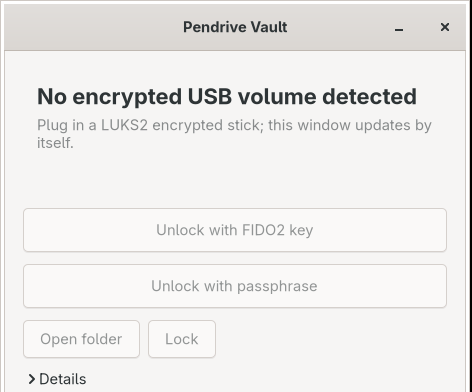 Pendrive Vault
No encrypted USB volume detected
Plug in a LUKS2 encrypted stick; this window updates by
itself.
Unlock with FIDO2 key
Unlock with passphrase
Open folder
Lock
Details